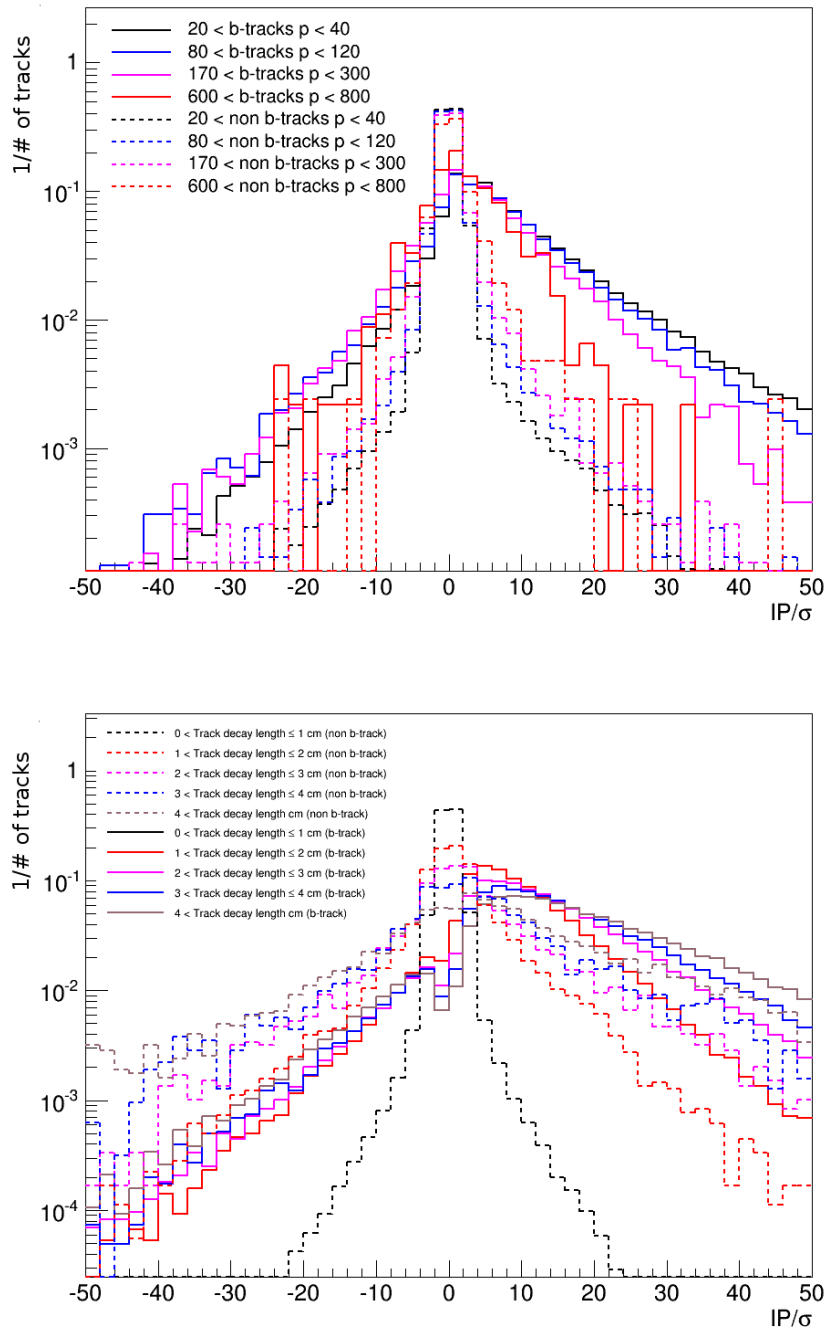 20 < b-tracks p < 40
80 < b-tracks p < 120
170 < b-tracks p < 300
600 < b-tracks p < 800
20 < non b-tracks p < 40
80 < non b-tracks p < 120
170 < non b-tracks p < 300
600 < non b-tracks p < 800
1/# of tracks
1
10⁻¹
10⁻²
10⁻³
-50 -40 -30 -20 -10 0 10 20 30 40 50
IP/σ
0 < Track decay length ≤ 1 cm (non b-track)
1 < Track decay length ≤ 2 cm (non b-track)
2 < Track decay length ≤ 3 cm (non b-track)
3 < Track decay length ≤ 4 cm (non b-track)
4 < Track decay length cm (non b-track)
0 < Track decay length ≤ 1 cm (b-track)
1 < Track decay length ≤ 2 cm (b-track)
2 < Track decay length ≤ 3 cm (b-track)
3 < Track decay length ≤ 4 cm (b-track)
4 < Track decay length cm (b-track)
1/# of tracks
1
10⁻¹
10⁻²
10⁻³
10⁻⁴
-50 -40 -30 -20 -10 0 10 20 30 40 50
IP/σ